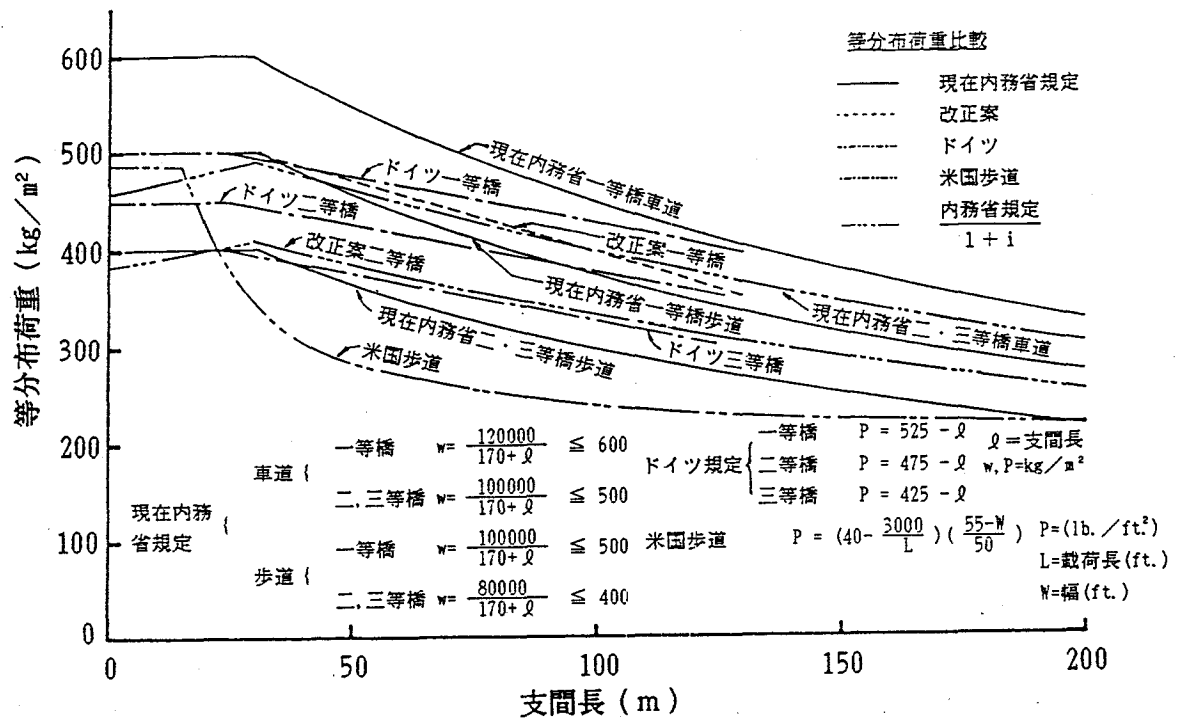 等分布荷重比較
現在内務省規定
改正案
ドイツ
米国歩道
内務省規定
1+i
等分布荷重 (kg/m²)
600
500
400
300
200
100
0
現在内務省一等橋車道
ドイツ一等橋
ドイツ二等橋
改正案一等橋
改正案二等橋
現在内務省一等橋歩道
現在内務省二・三等橋車道
現在内務省二・三等橋歩道
ドイツ三等橋
米国歩道
現在内務省規定 {
車道 {
一等橋 w= 120000/170+ℓ ≦ 600
二,三等橋 w= 100000/170+ℓ ≦ 500
歩道 {
一等橋 w= 100000/170+ℓ ≦ 500
二,三等橋 w= 80000/170+ℓ ≦ 400
ドイツ規定 {
一等橋 P = 525 -ℓ
二等橋 P = 475 -ℓ
三等橋 P = 425 -ℓ
ℓ=支間長
w,P=kg/m²
米国歩道 P = (40- 3000/L )( 55-W/50 )
P=(lb./ft.²)
L=載荷長(ft.)
W=幅(ft.)
0 50 100 150 200
支間長 (m)